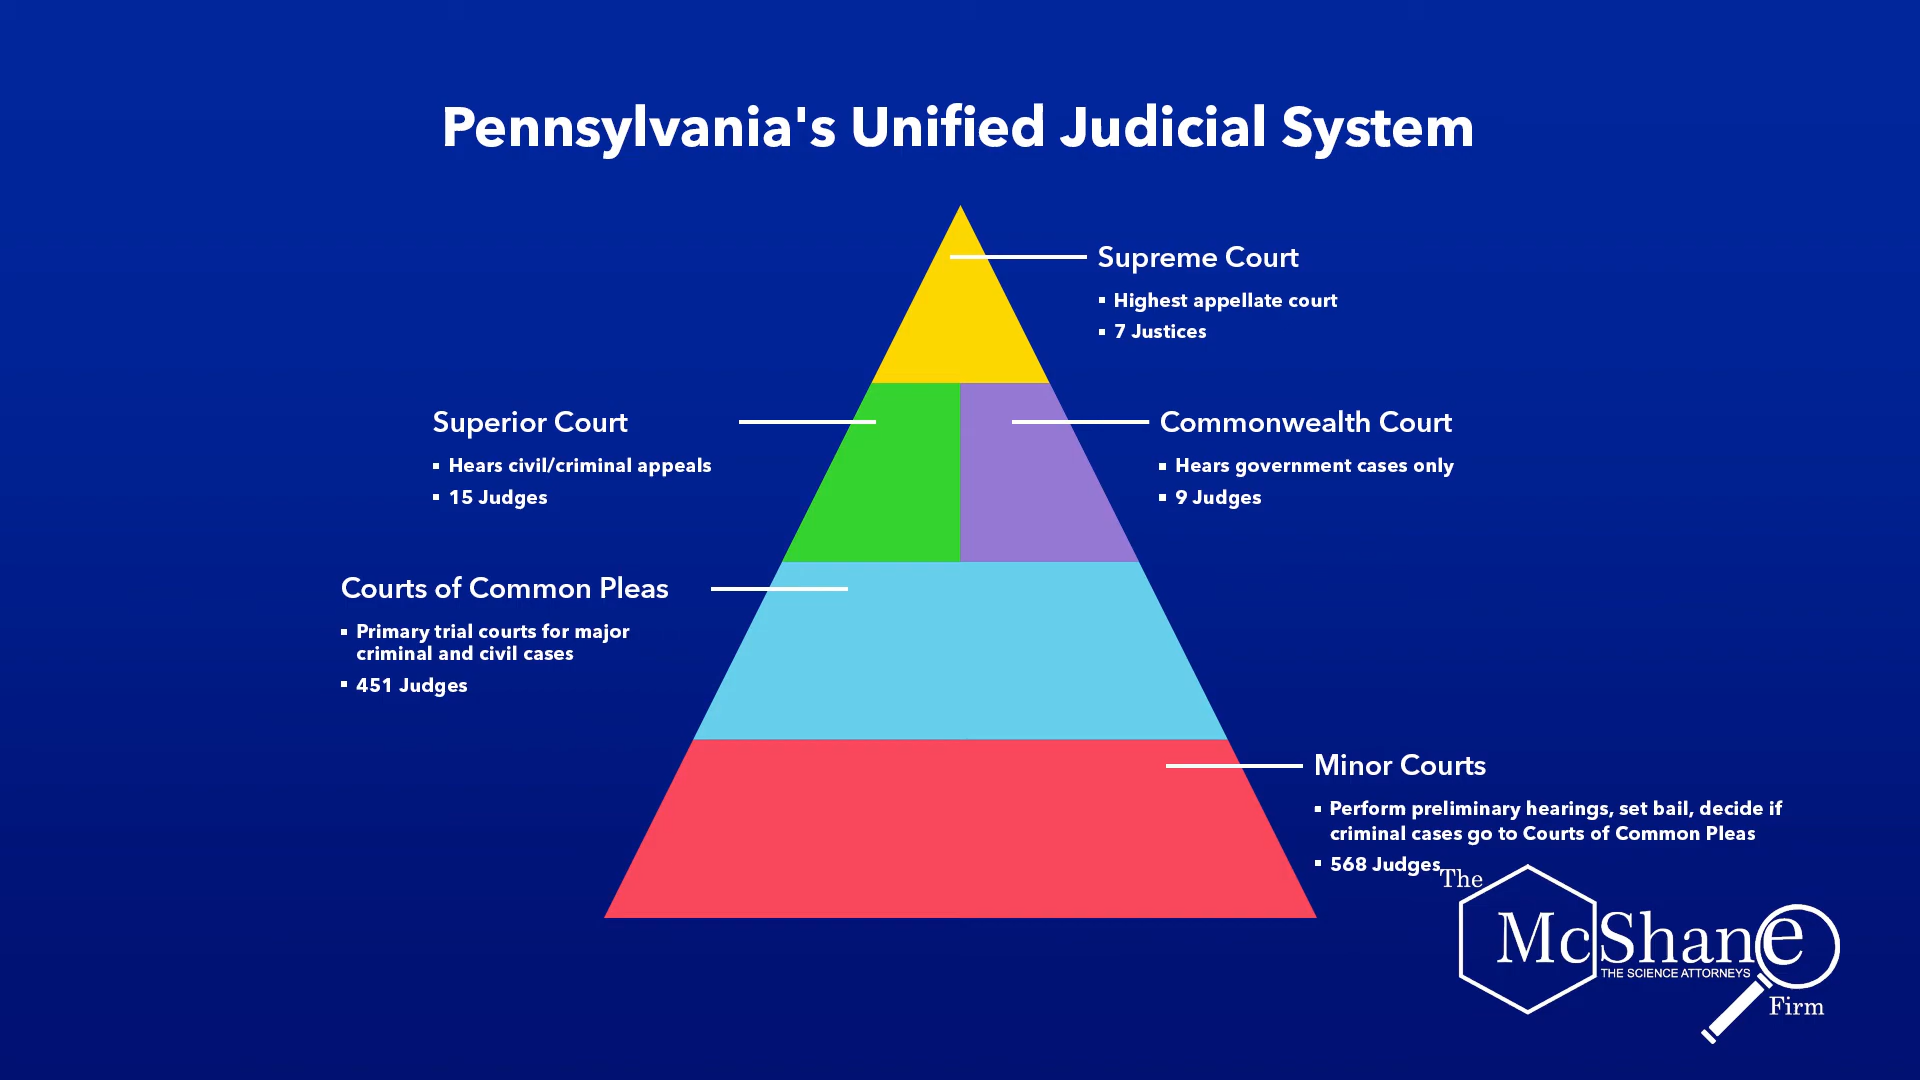 Pennsylvania's Unified Judicial System
Supreme Court
▪ Highest appellate court
▪ 7 Justices
Superior Court
▪ Hears civil/criminal appeals
▪ 15 Judges
Commonwealth Court
▪ Hears government cases only
▪ 9 Judges
Courts of Common Pleas
▪ Primary trial courts for major
criminal and civil cases
▪ 451 Judges
Minor Courts
▪ Perform preliminary hearings, set bail, decide if
criminal cases go to Courts of Common Pleas
▪ 568 Judges
The
McShane
THE SCIENCE ATTORNEYS
Firm